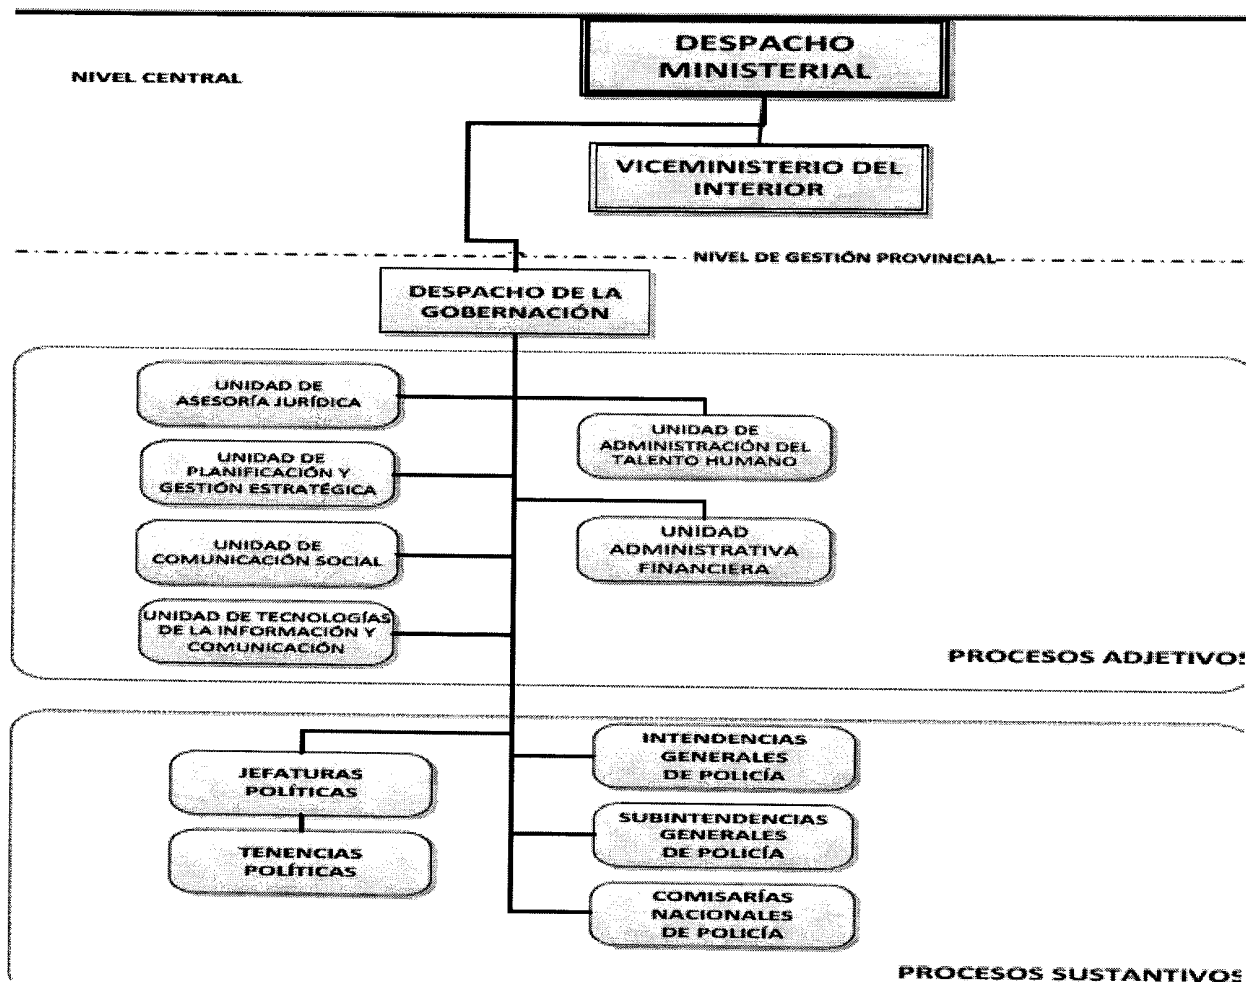 DESPACHO
MINISTERIAL
NIVEL CENTRAL
VICEMINISTERIO DEL
INTERIOR
NIVEL DE GESTIÓN PROVINCIAL
DESPACHO DE LA
GOBERNACIÓN
UNIDAD DE
ASESORÍA JURÍDICA
UNIDAD DE
ADMINISTRACIÓN DEL
TALENTO HUMANO
UNIDAD DE
PLANIFICACIÓN Y
GESTIÓN ESTRATÉGICA
UNIDAD
ADMINISTRATIVA
FINANCIERA
UNIDAD DE
COMUNICACIÓN SOCIAL
UNIDAD DE TECNOLOGÍAS
DE LA INFORMACIÓN Y
COMUNICACIÓN
PROCESOS ADJETIVOS
JEFATURAS
POLÍTICAS
TENENCIAS
POLÍTICAS
INTENDENCIAS
GENERALES
DE POLICÍA
SUBINTENDENCIAS
GENERALES
DE POLICÍA
COMISARÍAS
NACIONALES
DE POLICÍA
PROCESOS SUSTANTIVOS